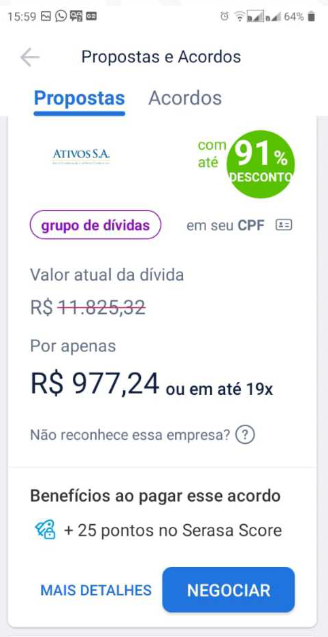 15:59 64%
Propostas e Acordos
Propostas Acordos
ATIVOS S.A.
com até 91% DESCONTO
grupo de dívidas em seu CPF
Valor atual da dívida
R$ 11.825,32
Por apenas
R$ 977,24 ou em até 19x
Não reconhece essa empresa? ?
Benefícios ao pagar esse acordo
+ 25 pontos no Serasa Score
MAIS DETALHES NEGOCIAR